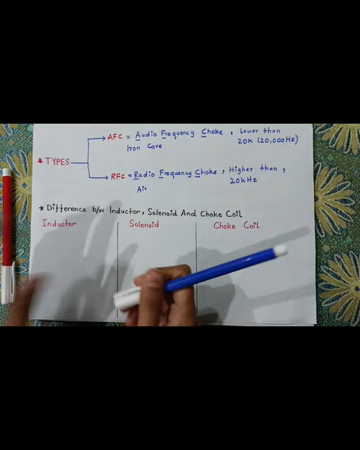 AFC = Audio Frequency Choke, Lower than
Iron Core 20K (20,000Hz)
* TYPES
RFC = Radio Frequency Choke, Higher than,
Air 20kHz
* Difference b/w Inductor, Solenoid And Choke Coil
Inductor Solenoid Choke Coil